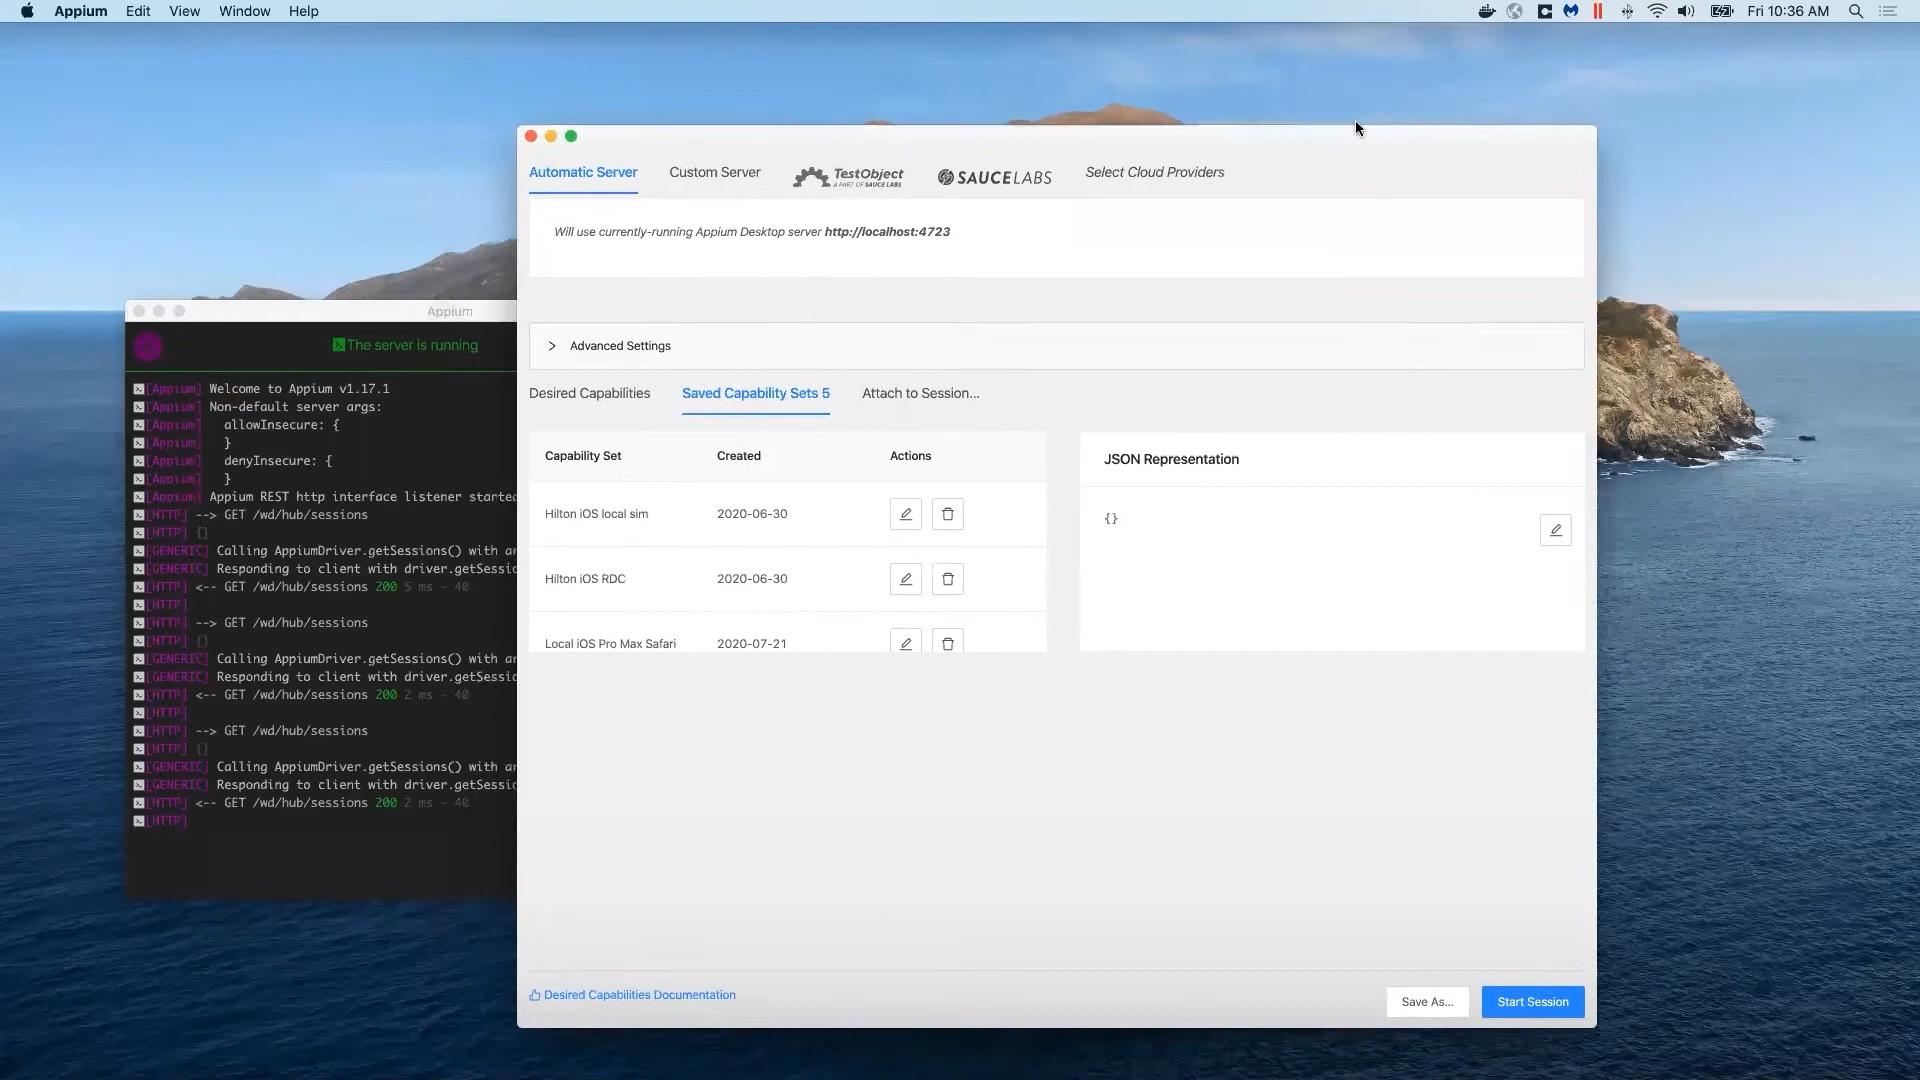 Appium Edit View Window Help Fri 10:36 AM
Automatic Server Custom Server TestObject A PART OF SAUCE LABS SAUCELABS Select Cloud Providers
Will use currently-running Appium Desktop server http://localhost:4723
Advanced Settings
Desired Capabilities Saved Capability Sets 5 Attach to Session...
Capability Set Created Actions
Hilton iOS local sim 2020-06-30
Hilton iOS RDC 2020-06-30
Local iOS Pro Max Safari 2020-07-21
JSON Representation
{}
Desired Capabilities Documentation
Save As... Start Session
Appium
The server is running
[Appium] Welcome to Appium v1.17.1
[Appium] Non-default server args:
[Appium] allowInsecure: {
[Appium] }
[Appium] denyInsecure: {
[Appium] }
[Appium] Appium REST http interface listener started
[HTTP] --> GET /wd/hub/sessions
[HTTP] {}
[GENERIC] Calling AppiumDriver.getSessions() with ar
[GENERIC] Responding to client with driver.getSessio
[HTTP] <-- GET /wd/hub/sessions 200 5 ms - 40
[HTTP]
[HTTP] --> GET /wd/hub/sessions
[HTTP] {}
[GENERIC] Calling AppiumDriver.getSessions() with ar
[GENERIC] Responding to client with driver.getSessio
[HTTP] <-- GET /wd/hub/sessions 200 2 ms - 40
[HTTP]
[HTTP] --> GET /wd/hub/sessions
[HTTP] {}
[GENERIC] Calling AppiumDriver.getSessions() with ar
[GENERIC] Responding to client with driver.getSessio
[HTTP] <-- GET /wd/hub/sessions 200 2 ms - 40
[HTTP]